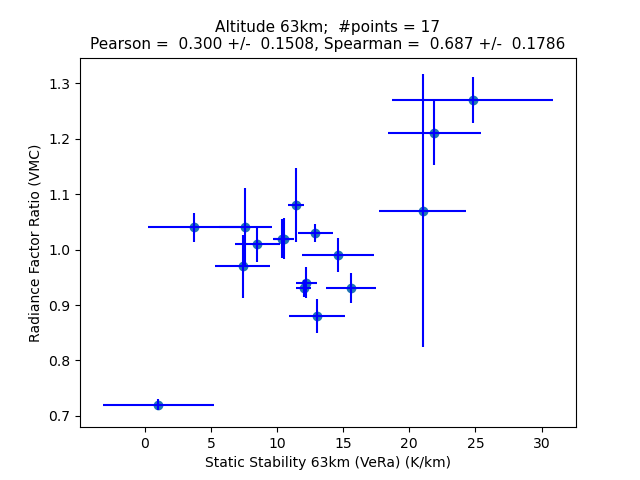 Altitude 63km;  #points = 17
Pearson =  0.300 +/-  0.1508, Spearman =  0.687 +/-  0.1786
1.3
1.2
1.1
1.0
0.9
0.8
0.7
Radiance Factor Ratio (VMC)
0 5 10 15 20 25 30
Static Stability 63km (VeRa) (K/km)